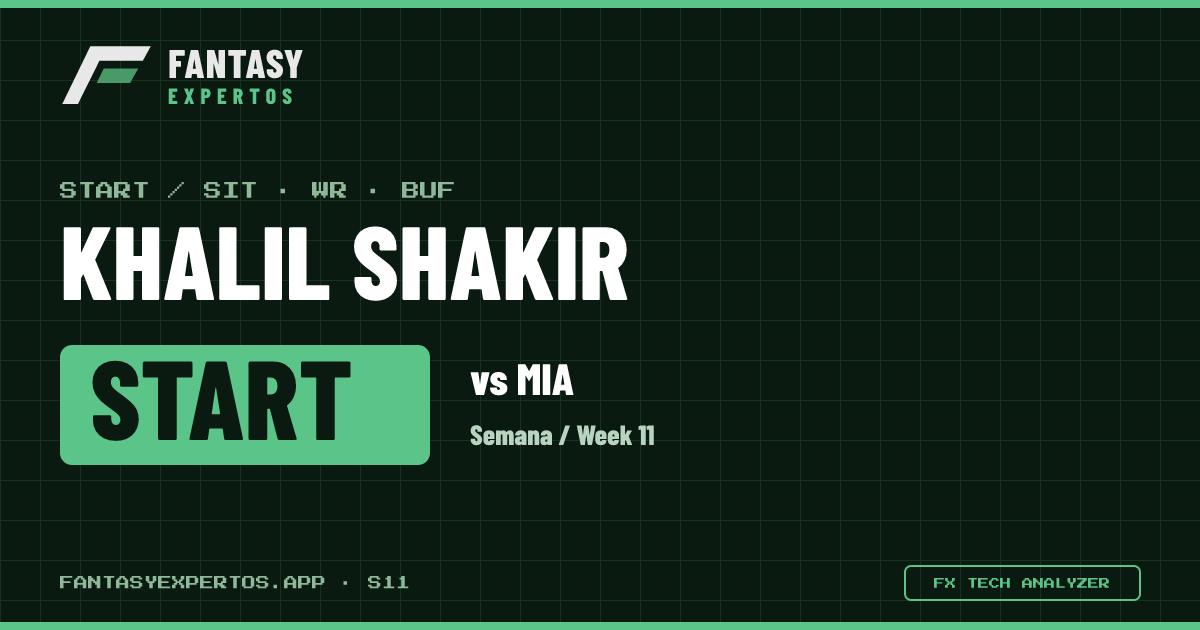 FANTASY
EXPERTOS
START / SIT · WR · BUF
KHALIL SHAKIR
START
vs MIA
Semana / Week 11
FANTASYEXPERTOS.APP · S11
FX TECH ANALYZER